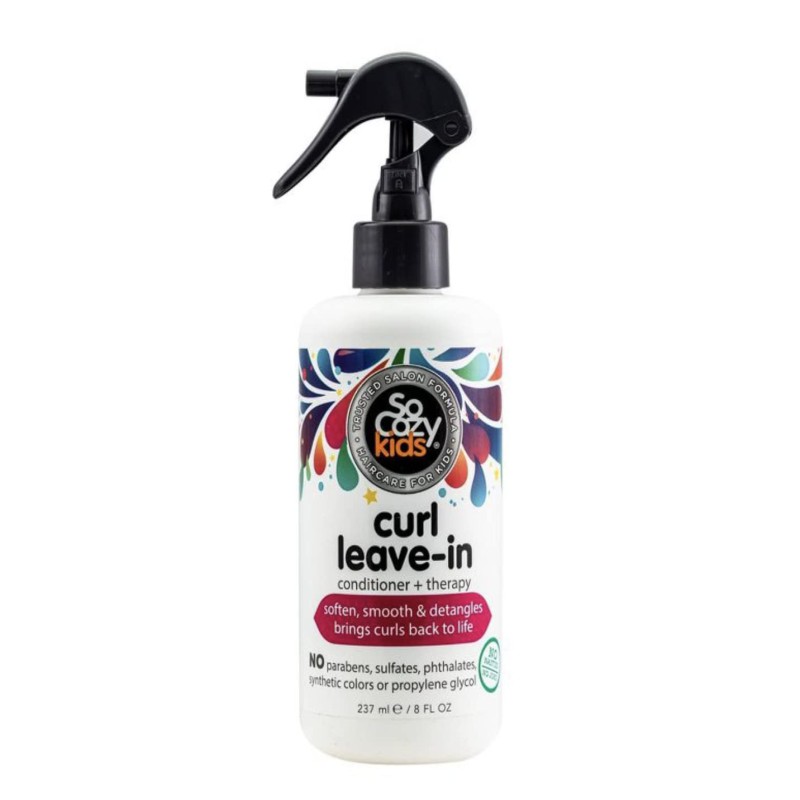 TRUSTED SALON FORMULA
So
Cozy
kids®
HAIRCARE FOR KIDS
curl
leave-in
conditioner + therapy
soften, smooth & detangles
brings curls back to life
NO parabens, sulfates, phthalates,
synthetic colors or propylene glycol
NO
237 ml ℮ / 8 FL OZ